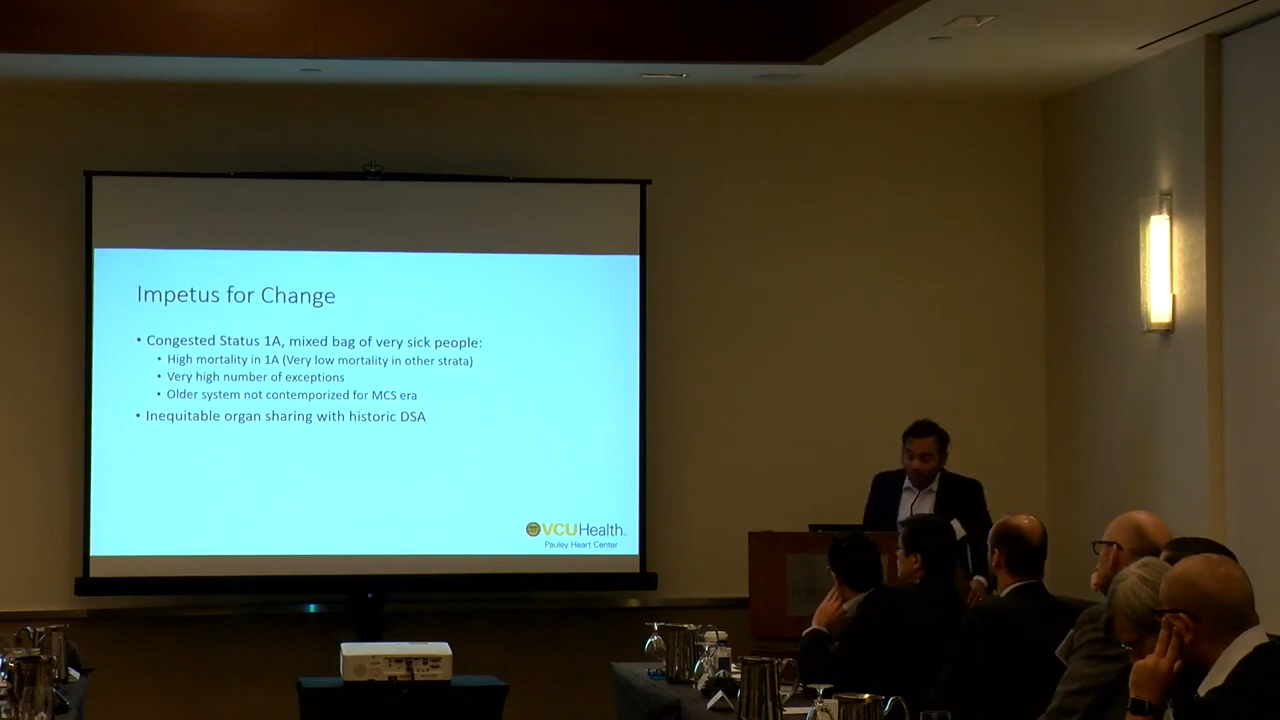 Impetus for Change
• Congested Status 1A, mixed bag of very sick people:
• High mortality in 1A (Very low mortality in other strata)
• Very high number of exceptions
• Older system not contemporized for MCS era
• Inequitable organ sharing with historic DSA
VCUHealth.
Pauley Heart Center